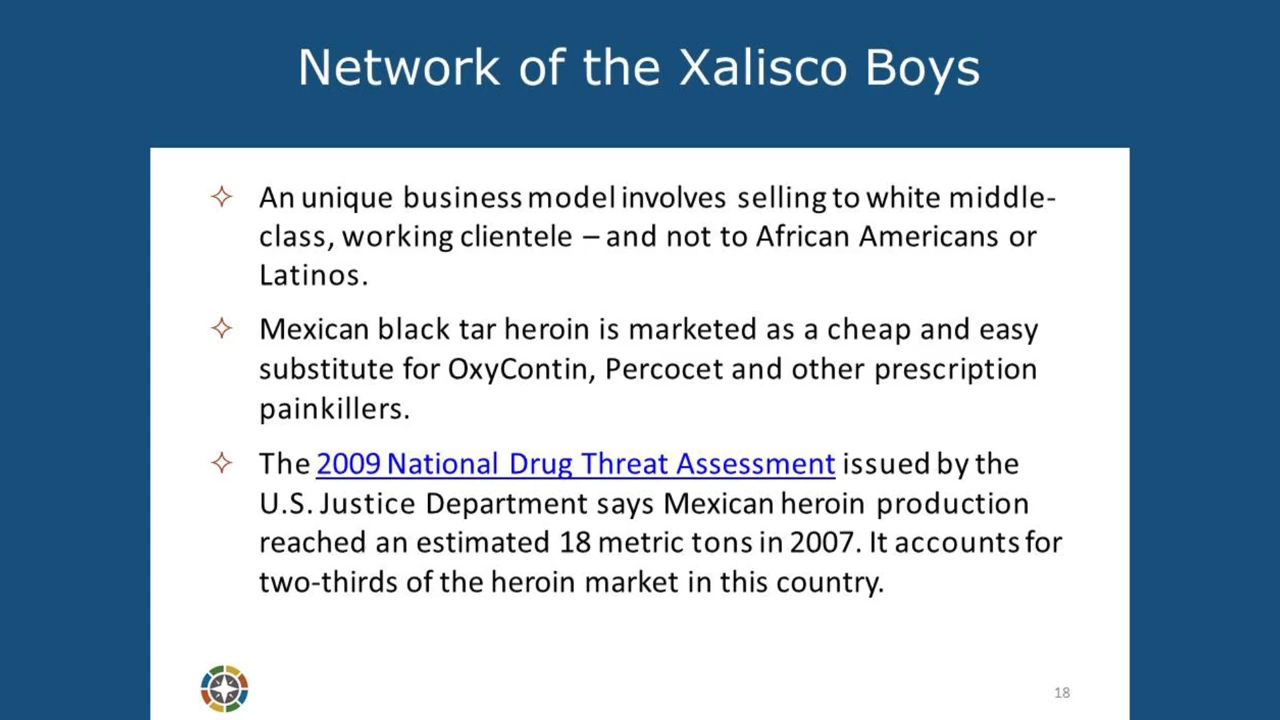 Network of the Xalisco Boys
An unique business model involves selling to white middle-
class, working clientele – and not to African Americans or
Latinos.
Mexican black tar heroin is marketed as a cheap and easy
substitute for OxyContin, Percocet and other prescription
painkillers.
The 2009 National Drug Threat Assessment issued by the
U.S. Justice Department says Mexican heroin production
reached an estimated 18 metric tons in 2007. It accounts for
two-thirds of the heroin market in this country.
18